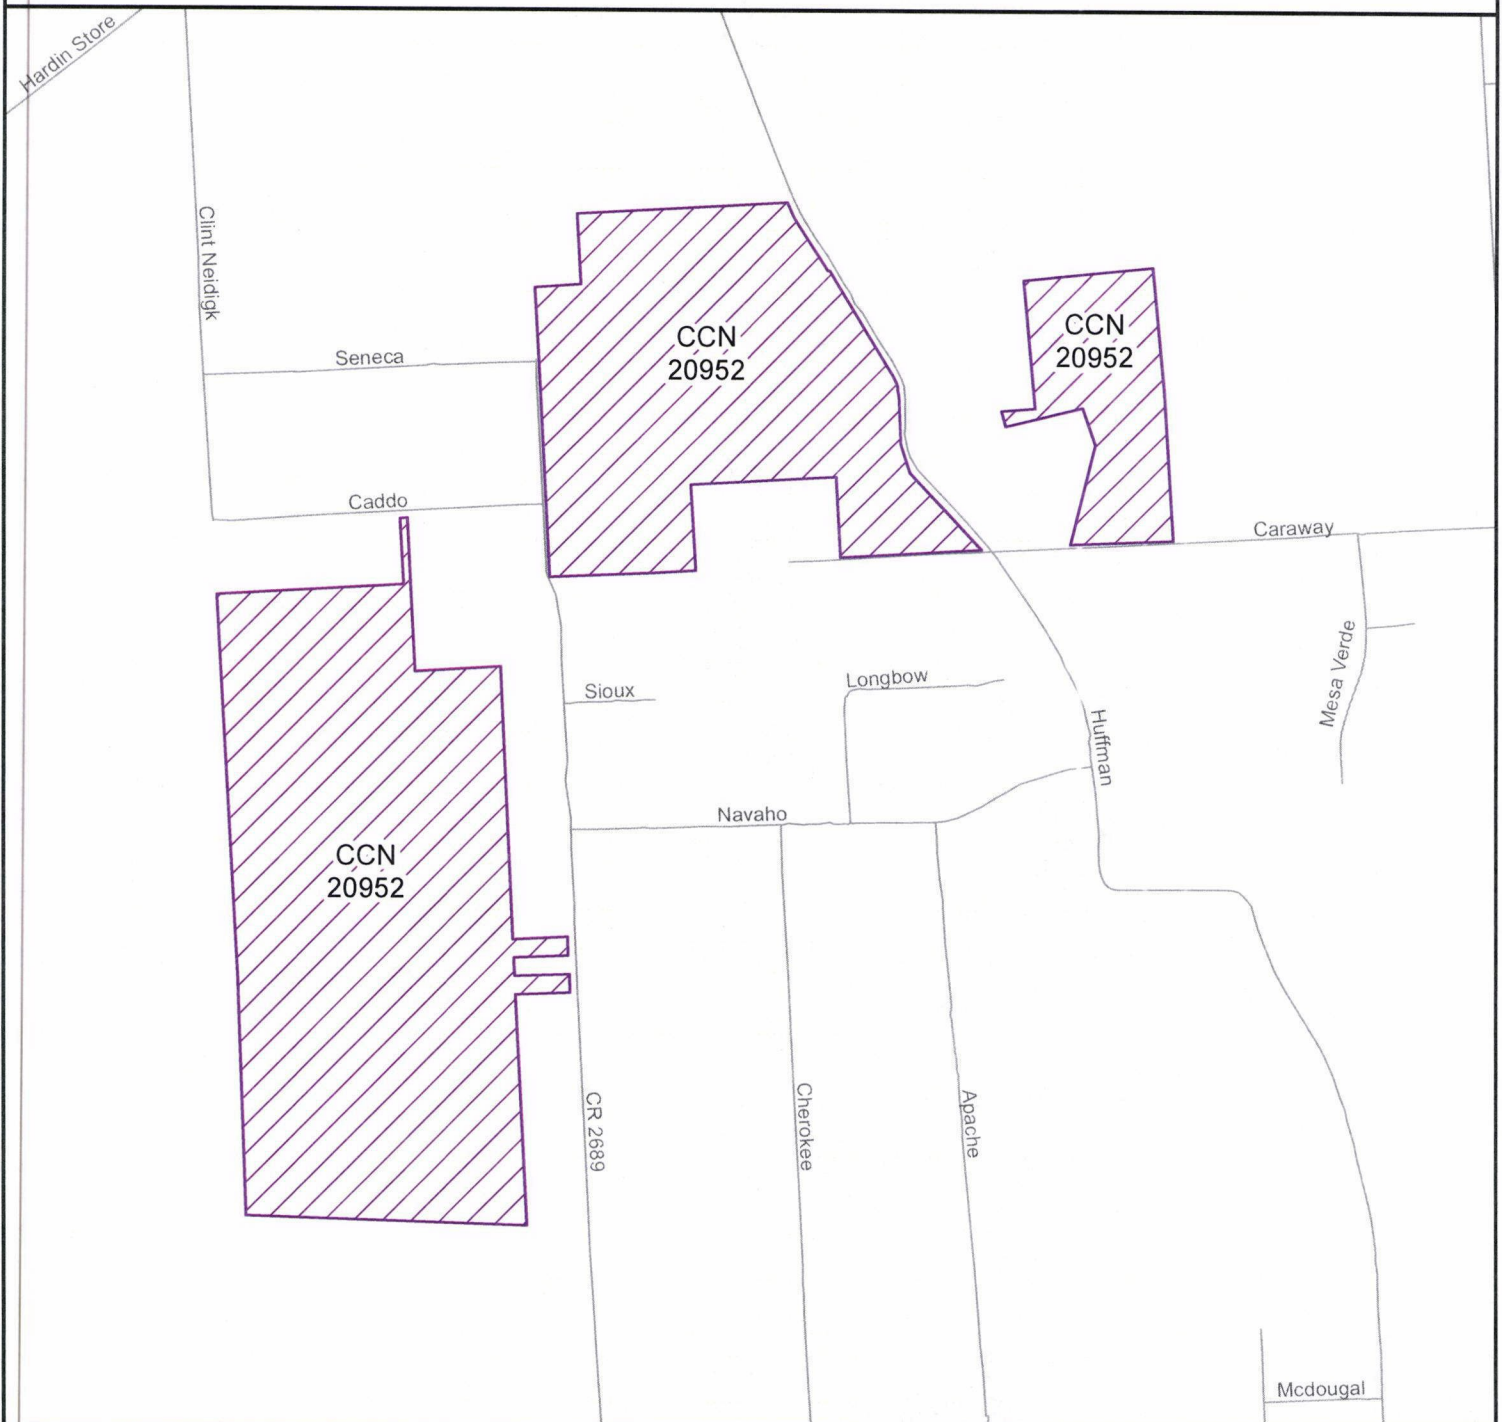 Hardin Store
Clint Neidigk
Seneca
CCN
20952
CCN
20952
Caddo
Caraway
Sioux
Longbow
Mesa Verde
Huffman
Navaho
CCN
20952
CR 2689
Cherokee
Apache
Mcdougal